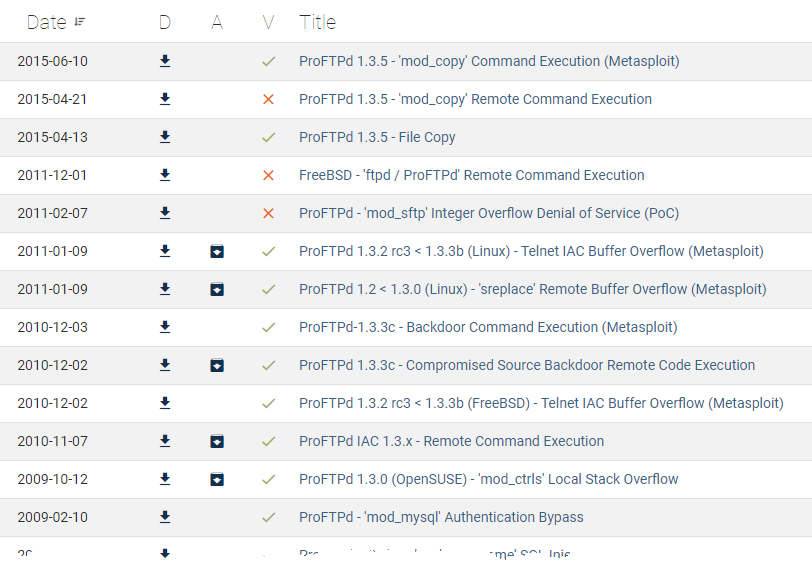 Date D A V Title
2015-06-10 ProFTPd 1.3.5 - 'mod_copy' Command Execution (Metasploit)
2015-04-21 ProFTPd 1.3.5 - 'mod_copy' Remote Command Execution
2015-04-13 ProFTPd 1.3.5 - File Copy
2011-12-01 FreeBSD - 'ftpd / ProFTPd' Remote Command Execution
2011-02-07 ProFTPd - 'mod_sftp' Integer Overflow Denial of Service (PoC)
2011-01-09 ProFTPd 1.3.2 rc3 < 1.3.3b (Linux) - Telnet IAC Buffer Overflow (Metasploit)
2011-01-09 ProFTPd 1.2 < 1.3.0 (Linux) - 'sreplace' Remote Buffer Overflow (Metasploit)
2010-12-03 ProFTPd-1.3.3c - Backdoor Command Execution (Metasploit)
2010-12-02 ProFTPd 1.3.3c - Compromised Source Backdoor Remote Code Execution
2010-12-02 ProFTPd 1.3.2 rc3 < 1.3.3b (FreeBSD) - Telnet IAC Buffer Overflow (Metasploit)
2010-11-07 ProFTPd IAC 1.3.x - Remote Command Execution
2009-10-12 ProFTPd 1.3.0 (OpenSUSE) - 'mod_ctrls' Local Stack Overflow
2009-02-10 ProFTPd - 'mod_mysql' Authentication Bypass